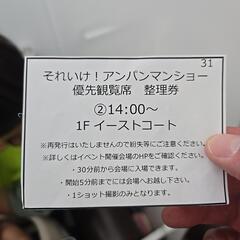 31
それいけ！アンパンマンショー
優先観覧席　整理券
②14:00～
1F イーストコート
※再発行はいたしませんので紛失等にご注意ください。
※詳しくはイベント開催会場のHPをご確認ください。
・30分前から会場に入場できます。
・開始5分前までには会場へお越し下さい。
・1ショット撮影のみとなります。